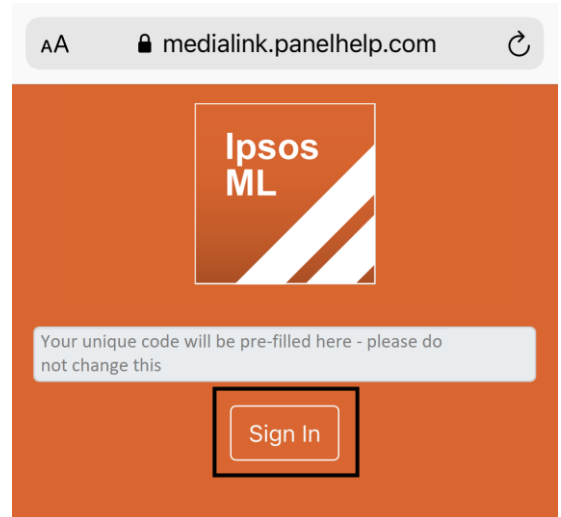 AA medialink.panelhelp.com
Ipsos
ML
Your unique code will be pre-filled here - please do
not change this
Sign In